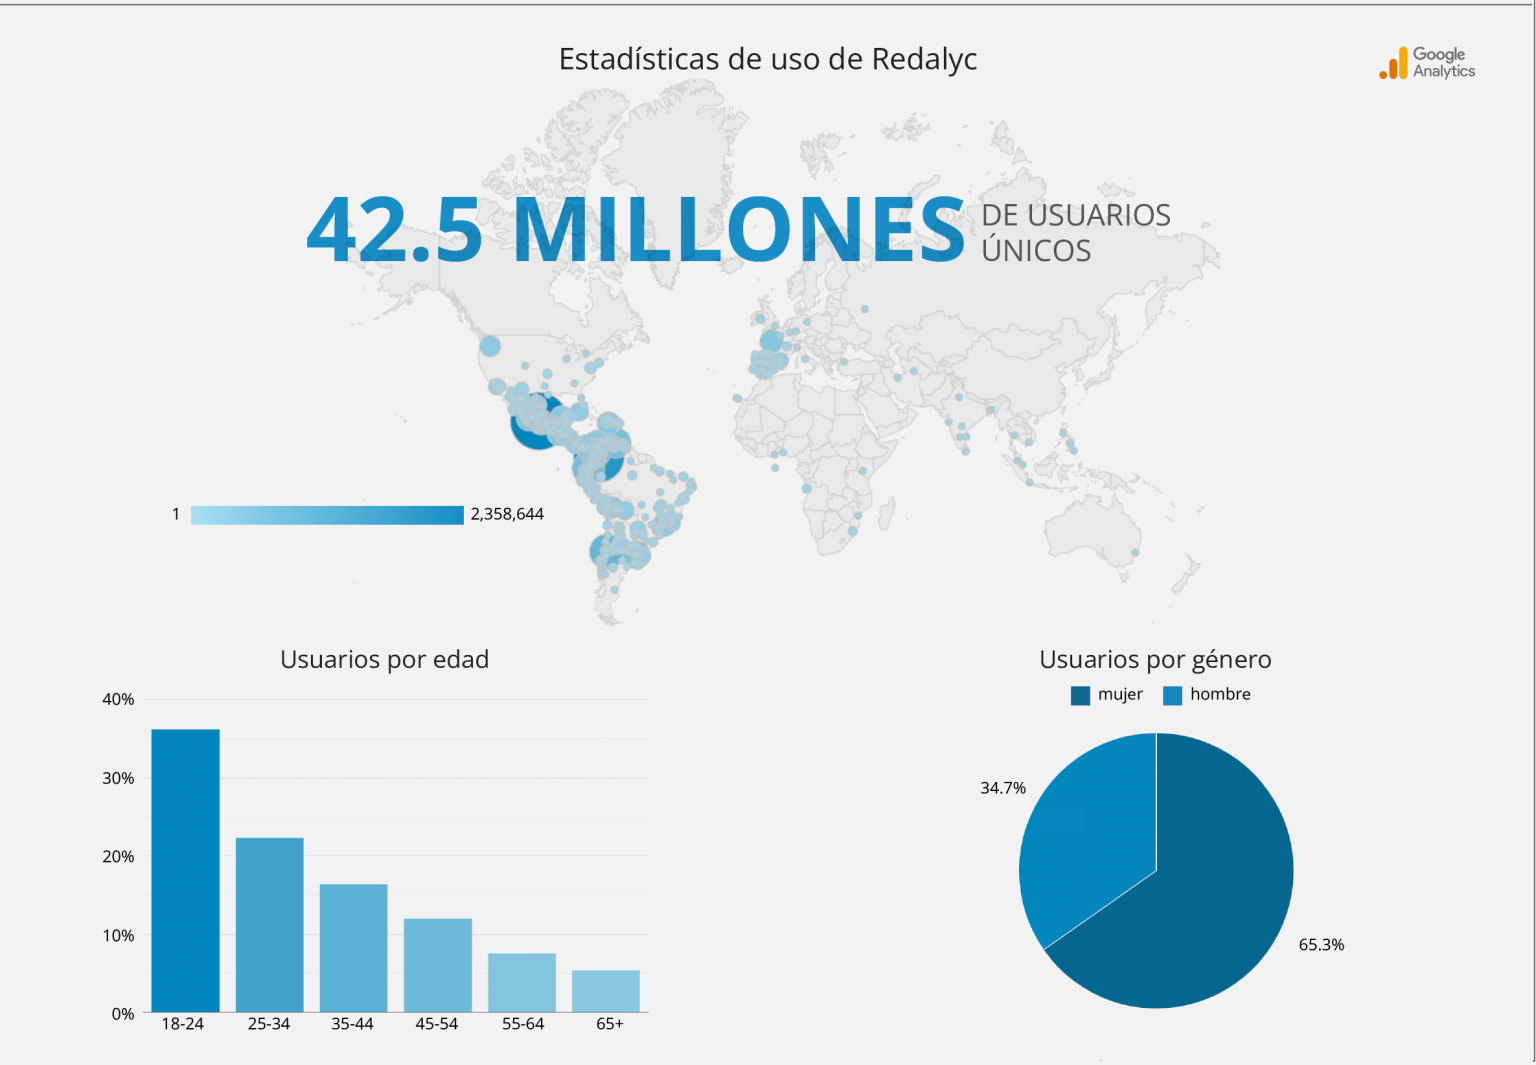 Estadísticas de uso de Redalyc
Google
Analytics
42.5 MILLONES
DE USUARIOS
ÚNICOS
1
2,358,644
Usuarios por edad
40%
30%
20%
10%
0%
18-24
25-34
35-44
45-54
55-64
65+
Usuarios por género
mujer
hombre
34.7%
65.3%